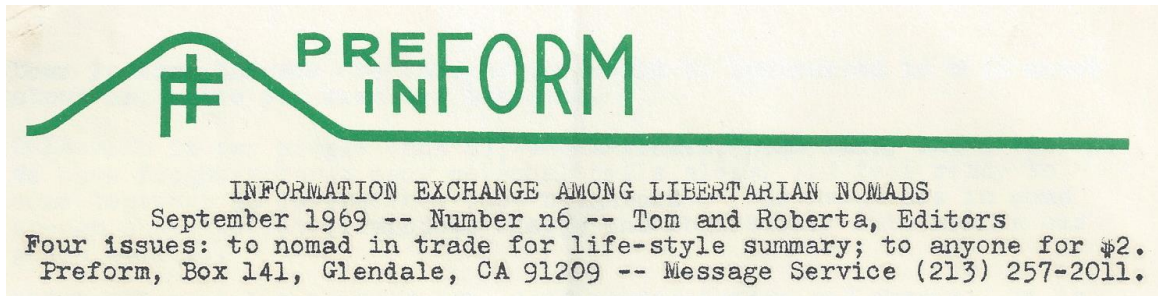 PRE FORM
IN
INFORMATION EXCHANGE AMONG LIBERTARIAN NOMADS
September 1969 -- Number n6 -- Tom and Roberta, Editors
Four issues: to nomad in trade for life-style summary; to anyone for $2.
Preform, Box 141, Glendale, CA 91209 -- Message Service (213) 257-2011.